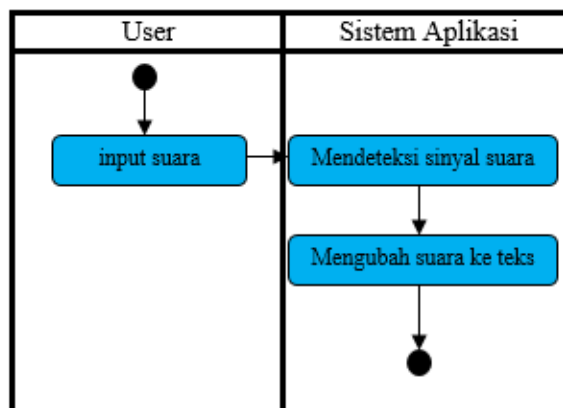 User
Sistem Aplikasi
input suara
Mendeteksi sinyal suara
Mengubah suara ke teks